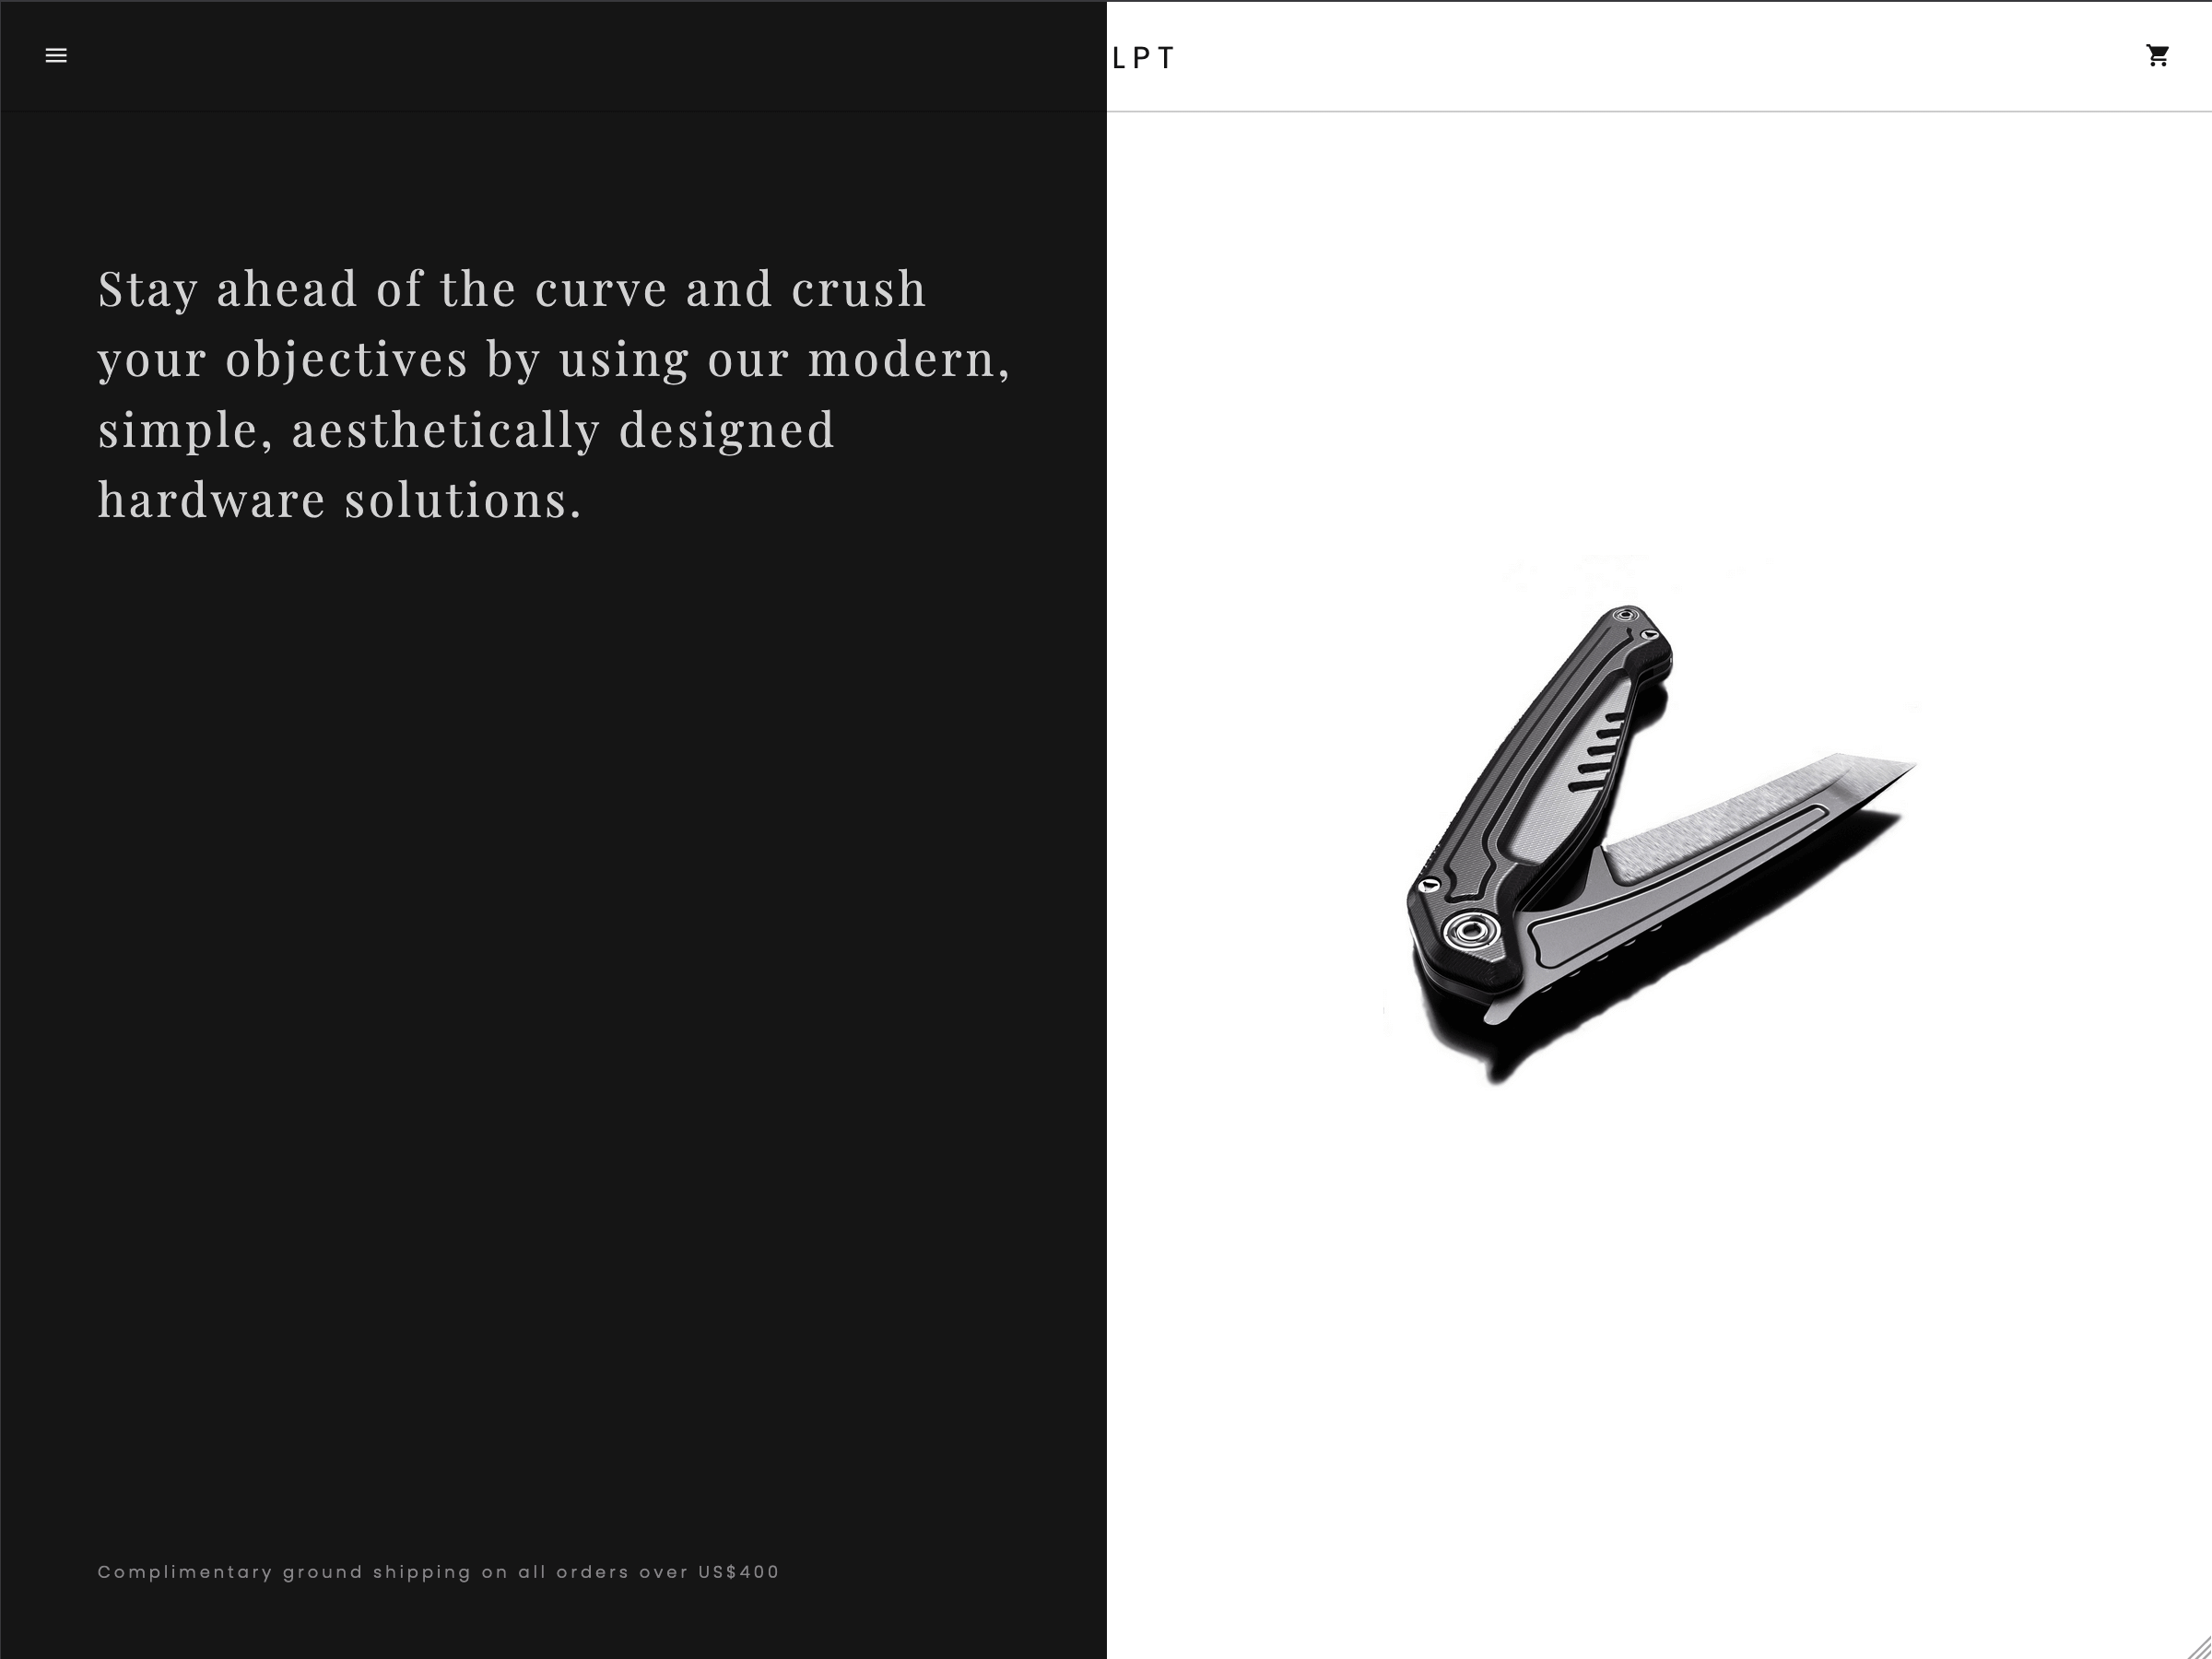 LPT
Stay ahead of the curve and crush
your objectives by using our modern,
simple, aesthetically designed
hardware solutions.
Complimentary ground shipping on all orders over US$400